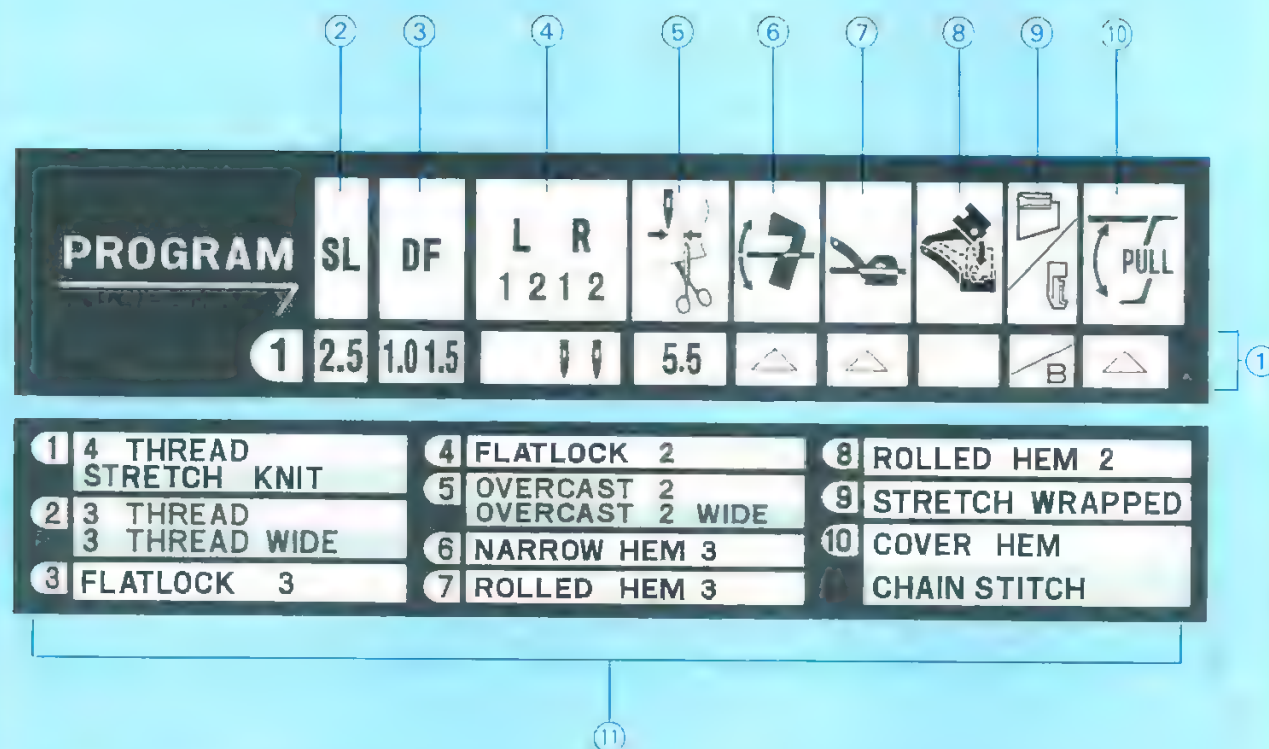 ② ③ ④ ⑤ ⑥ ⑦ ⑧ ⑨ ⑩
PROGRAM SL DF L R PULL
1 2 1 2
1 2.5 1.0 1.5 5.5 B ①
1 4 THREAD
STRETCH KNIT
2 3 THREAD
3 THREAD WIDE
3 FLATLOCK 3
4 FLATLOCK 2
5 OVERCAST 2
OVERCAST 2 WIDE
6 NARROW HEM 3
7 ROLLED HEM 3
8 ROLLED HEM 2
9 STRETCH WRAPPED
10 COVER HEM
CHAIN STITCH
⑪